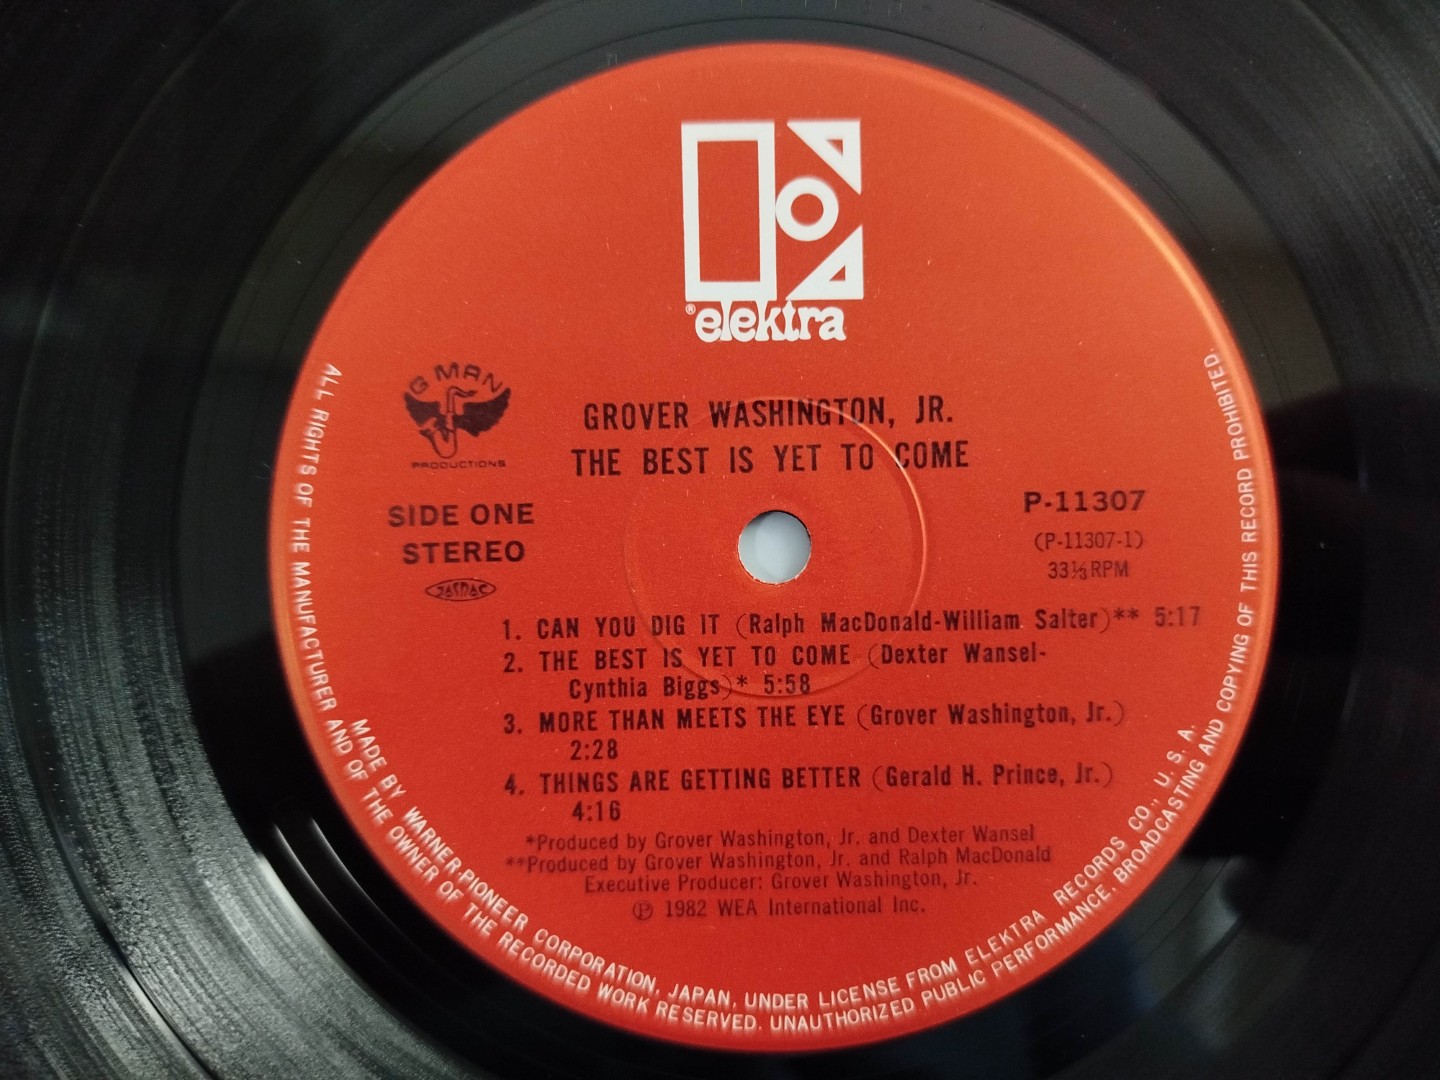 ® elektra
G MAN
PRODUCTIONS
GROVER WASHINGTON, JR.
THE BEST IS YET TO COME
SIDE ONE
STEREO
JASRAC
P-11307
(P-11307-1)
33⅓ RPM
1. CAN YOU DIG IT (Ralph MacDonald-William Salter)** 5:17
2. THE BEST IS YET TO COME (Dexter Wansel-
Cynthia Biggs)* 5:58
3. MORE THAN MEETS THE EYE (Grover Washington, Jr.)
2:28
4. THINGS ARE GETTING BETTER (Gerald H. Prince, Jr.)
4:16
*Produced by Grover Washington, Jr. and Dexter Wansel
**Produced by Grover Washington, Jr. and Ralph MacDonald
Executive Producer: Grover Washington, Jr.
℗ 1982 WEA International Inc.
MADE BY WARNER-PIONEER CORPORATION, JAPAN, UNDER LICENSE FROM ELEKTRA RECORDS CO., U.S.A.
ALL RIGHTS OF THE MANUFACTURER AND OF THE OWNER OF THE RECORDED WORK RESERVED. UNAUTHORIZED PUBLIC PERFORMANCE, BROADCASTING AND COPYING OF THIS RECORD PROHIBITED.